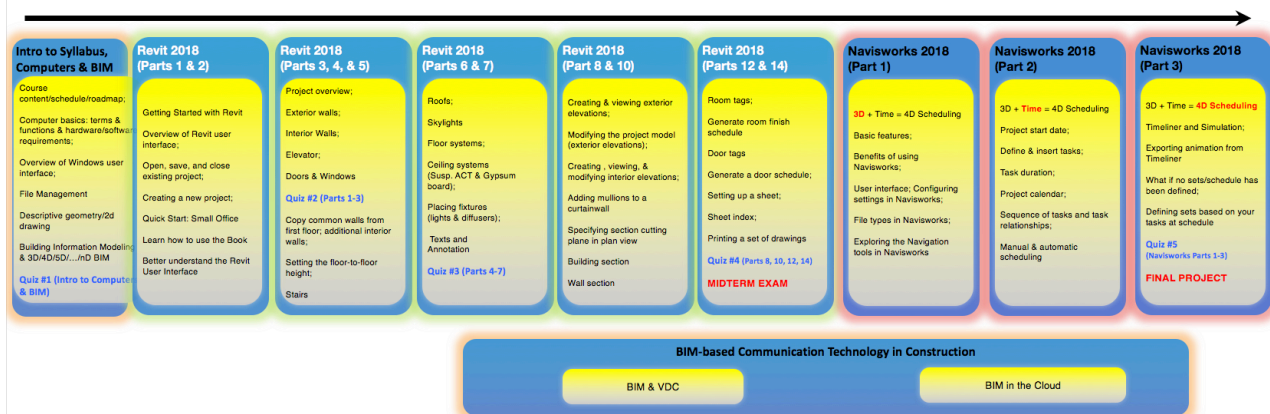 Intro to Syllabus,
Computers & BIM
Course
content/schedule/roadmap;
Computer basics: terms &
functions & hardware/software
requirements;
Overview of Windows user
interface;
File Management
Descriptive geometry/2d
drawing
Building Information Modeling
& 3D/4D/5D/.../nD BIM
Quiz #1 (Intro to Computers
& BIM)
Revit 2018
(Parts 1 & 2)
Getting Started with Revit
Overview of Revit user
interface;
Open, save, and close
existing project;
Creating a new project;
Quick Start: Small Office
Learn how to use the Book
Better understand the Revit
User Interface
Revit 2018
(Parts 3, 4, & 5)
Project overview;
Exterior walls;
Interior Walls;
Elevator;
Doors & Windows
Quiz #2 (Parts 1-3)
Copy common walls from
first floor; additional interior
walls;
Setting the floor-to-floor
height;
Stairs
Revit 2018
(Parts 6 & 7)
Roofs;
Skylights
Floor systems;
Ceiling systems
(Susp. ACT & Gypsum
board);
Placing fixtures
(lights & diffusers);
Texts and
Annotation
Quiz #3 (Parts 4-7)
Revit 2018
(Part 8 & 10)
Creating & viewing exterior
elevations;
Modifying the project model
(exterior elevations);
Creating , viewing, &
modifying interior elevations;
Adding mullions to a
curtainwall
Specifying section cutting
plane in plan view
Building section
Wall section
Revit 2018
(Parts 12 & 14)
Room tags;
Generate room finish
schedule
Door tags
Generate a door schedule;
Setting up a sheet;
Sheet index;
Printing a set of drawings
Quiz #4 (Parts 8, 10, 12, 14)
MIDTERM EXAM
Navisworks 2018
(Part 1)
3D + Time = 4D Scheduling
Basic features;
Benefits of using
Navisworks;
User interface; Configuring
settings in Navisworks;
File types in Navisworks;
Exploring the Navigation
tools in Navisworks
Navisworks 2018
(Part 2)
3D + Time = 4D Scheduling
Project start date;
Define & insert tasks;
Task duration;
Project calendar;
Sequence of tasks and task
relationships;
Manual & automatic
scheduling
Navisworks 2018
(Part 3)
3D + Time = 4D Scheduling
Timeliner and Simulation;
Exporting animation from
Timeliner
What if no sets/schedule has
been defined;
Defining sets based on your
tasks at schedule
Quiz #5
(Navisworks Parts 1-3)
FINAL PROJECT
BIM-based Communication Technology in Construction
BIM & VDC
BIM in the Cloud